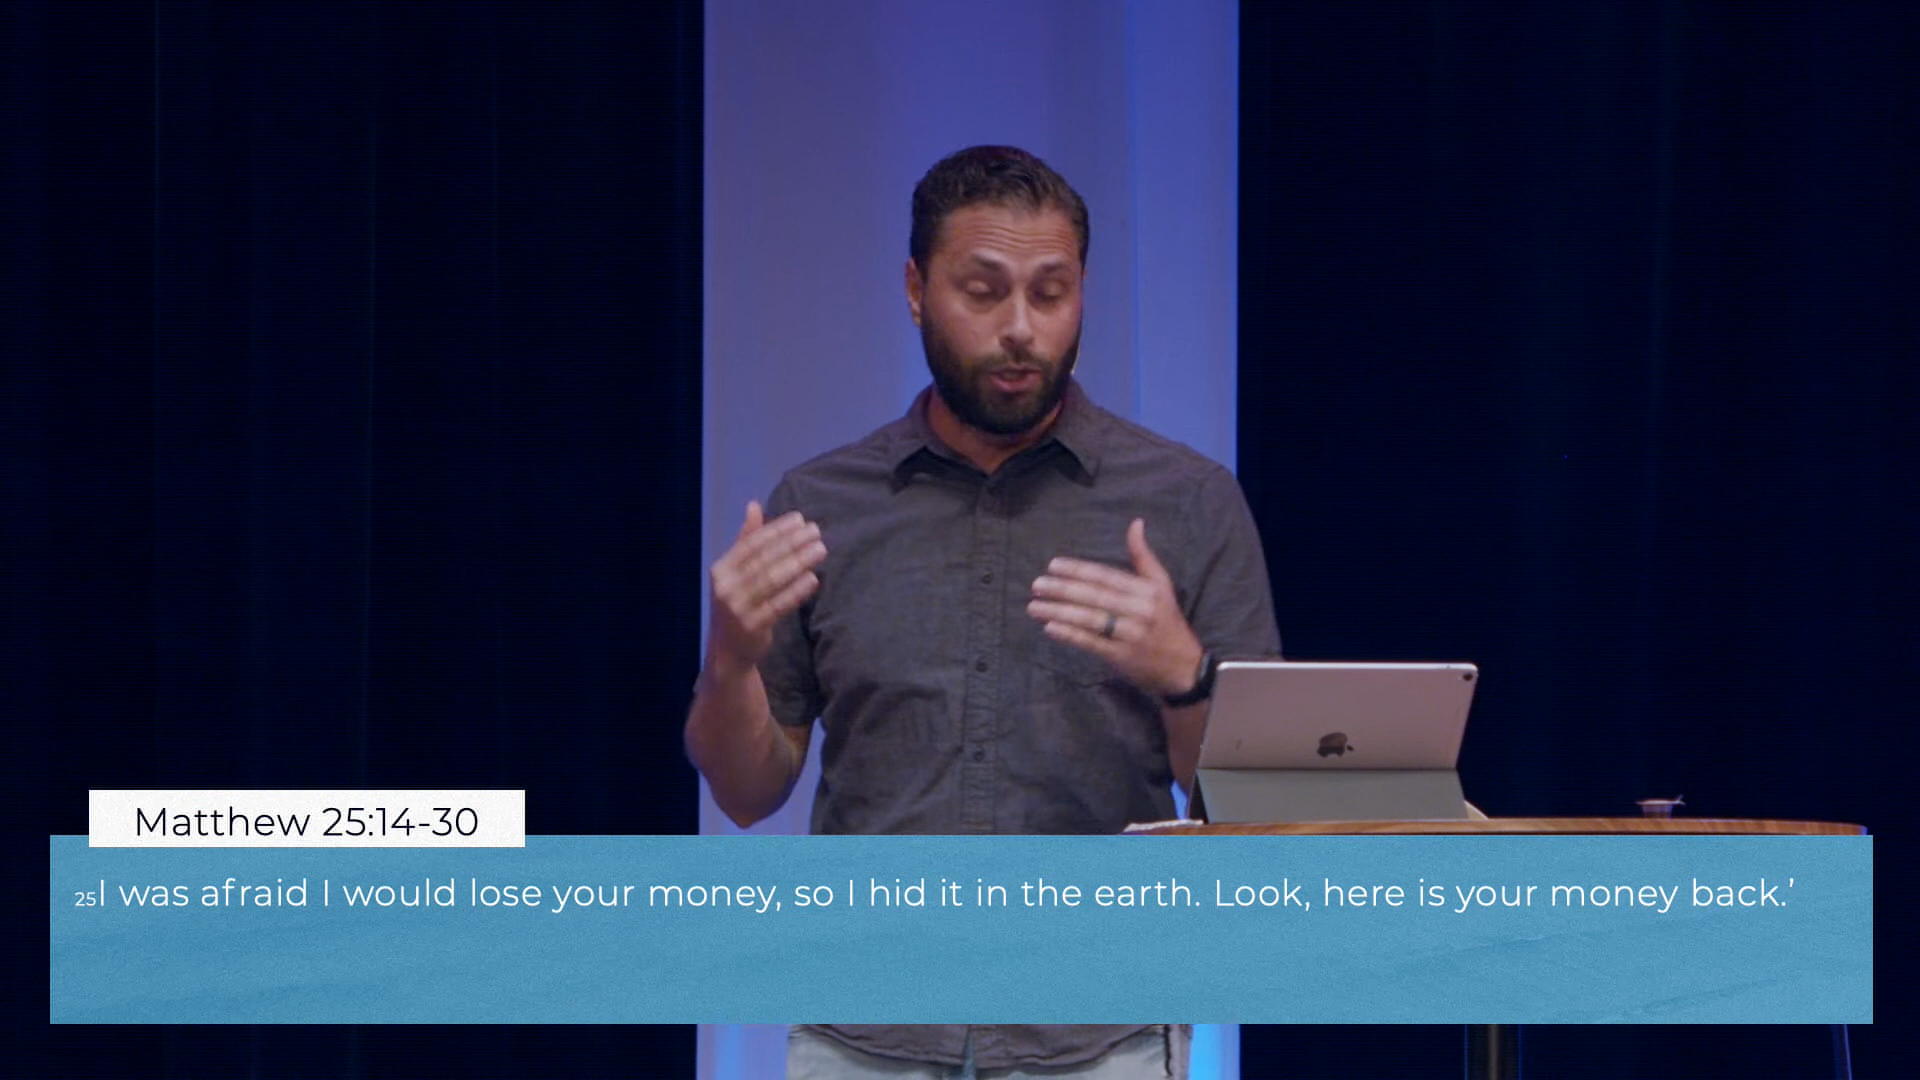 Matthew 25:14-30
25I was afraid I would lose your money, so I hid it in the earth. Look, here is your money back.’